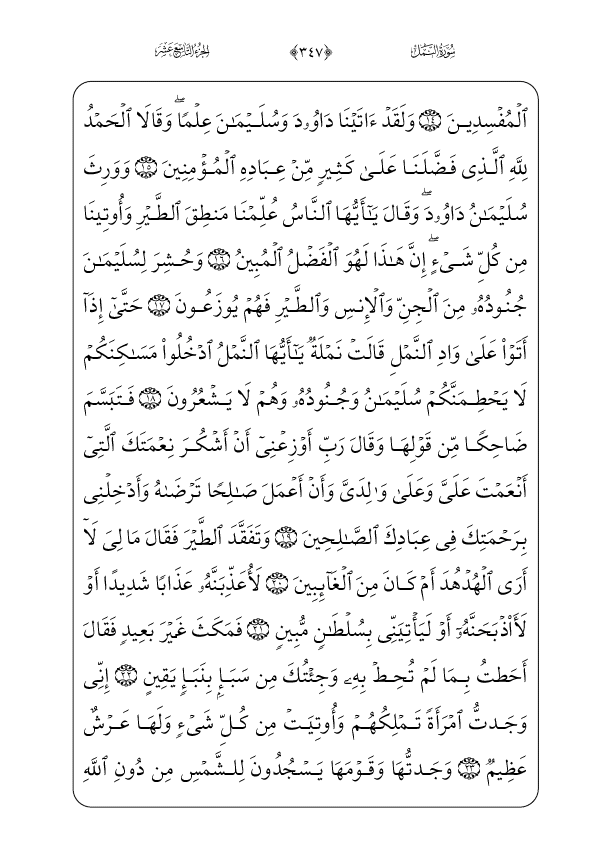 سُورَةُ النَّمۡلِ ﴿٣٤٧﴾ الجُزۡءُ التَّاسِعَ عَشَرَ
ٱلۡمُفۡسِدِينَ ١٤ وَلَقَدۡ ءَاتَيۡنَا دَاوُۥدَ وَسُلَيۡمَٰنَ عِلۡمٗاۖ وَقَالَا ٱلۡحَمۡدُ
لِلَّهِ ٱلَّذِي فَضَّلَنَا عَلَىٰ كَثِيرٖ مِّنۡ عِبَادِهِ ٱلۡمُؤۡمِنِينَ ١٥ وَوَرِثَ
سُلَيۡمَٰنُ دَاوُۥدَۖ وَقَالَ يَٰٓأَيُّهَا ٱلنَّاسُ عُلِّمۡنَا مَنطِقَ ٱلطَّيۡرِ وَأُوتِينَا
مِن كُلِّ شَيۡءٍۖ إِنَّ هَٰذَا لَهُوَ ٱلۡفَضۡلُ ٱلۡمُبِينُ ١٦ وَحُشِرَ لِسُلَيۡمَٰنَ
جُنُودُهُۥ مِنَ ٱلۡجِنِّ وَٱلۡإِنسِ وَٱلطَّيۡرِ فَهُمۡ يُوزَعُونَ ١٧ حَتَّىٰٓ إِذَآ
أَتَوۡاْ عَلَىٰ وَادِ ٱلنَّمۡلِ قَالَتۡ نَمۡلَةٞ يَٰٓأَيُّهَا ٱلنَّمۡلُ ٱدۡخُلُواْ مَسَٰكِنَكُمۡ
لَا يَحۡطِمَنَّكُمۡ سُلَيۡمَٰنُ وَجُنُودُهُۥ وَهُمۡ لَا يَشۡعُرُونَ ١٨ فَتَبَسَّمَ
ضَاحِكٗا مِّن قَوۡلِهَا وَقَالَ رَبِّ أَوۡزِعۡنِيٓ أَنۡ أَشۡكُرَ نِعۡمَتَكَ ٱلَّتِيٓ
أَنۡعَمۡتَ عَلَيَّ وَعَلَىٰ وَٰلِدَيَّ وَأَنۡ أَعۡمَلَ صَٰلِحٗا تَرۡضَىٰهُ وَأَدۡخِلۡنِي
بِرَحۡمَتِكَ فِي عِبَادِكَ ٱلصَّٰلِحِينَ ١٩ وَتَفَقَّدَ ٱلطَّيۡرَ فَقَالَ مَا لِيَ لَآ
أَرَى ٱلۡهُدۡهُدَ أَمۡ كَانَ مِنَ ٱلۡغَآئِبِينَ ٢٠ لَأُعَذِّبَنَّهُۥ عَذَابٗا شَدِيدًا أَوۡ
لَأَاْذۡبَحَنَّهُۥٓ أَوۡ لَيَأۡتِيَنِّي بِسُلۡطَٰنٖ مُّبِينٖ ٢١ فَمَكَثَ غَيۡرَ بَعِيدٖ فَقَالَ
أَحَطتُ بِمَا لَمۡ تُحِطۡ بِهِۦ وَجِئۡتُكَ مِن سَبَإِۭ بِنَبَإٖ يَقِينٍ ٢٢ إِنِّي
وَجَدتُّ ٱمۡرَأَةٗ تَمۡلِكُهُمۡ وَأُوتِيَتۡ مِن كُلِّ شَيۡءٖ وَلَهَا عَرۡشٌ
عَظِيمٞ ٢٣ وَجَدتُّهَا وَقَوۡمَهَا يَسۡجُدُونَ لِلشَّمۡسِ مِن دُونِ ٱللَّهِ